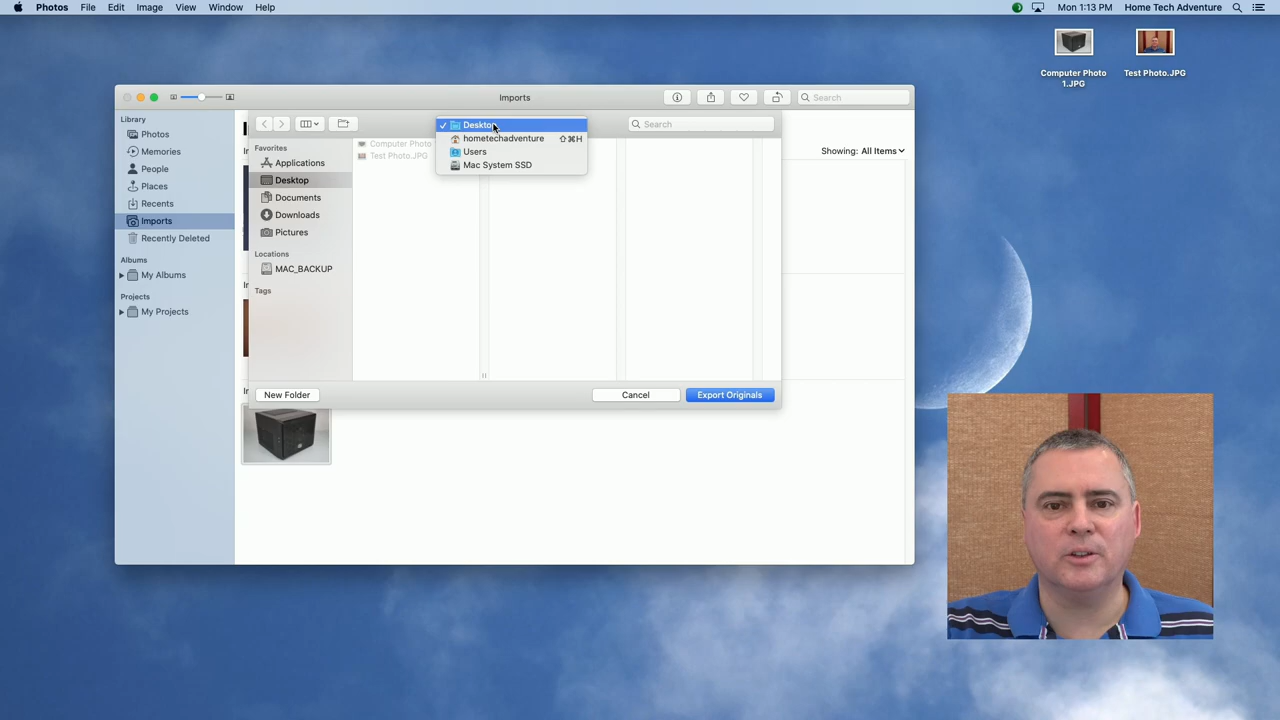 Photos File Edit Image View Window Help
Mon 1:13 PM Home Tech Adventure
Computer Photo
1.JPG
Test Photo.JPG
Imports
Search
Library
Photos
Memories
People
Places
Recents
Imports
Recently Deleted
Albums
My Albums
Projects
My Projects
Search
Favorites
Applications
Desktop
Documents
Downloads
Pictures
Locations
MAC_BACKUP
Tags
Computer Photo
Test Photo.JPG
✓ Desktop
hometechadventure ⇧⌘H
Users
Mac System SSD
Showing: All Items
New Folder
Cancel
Export Originals